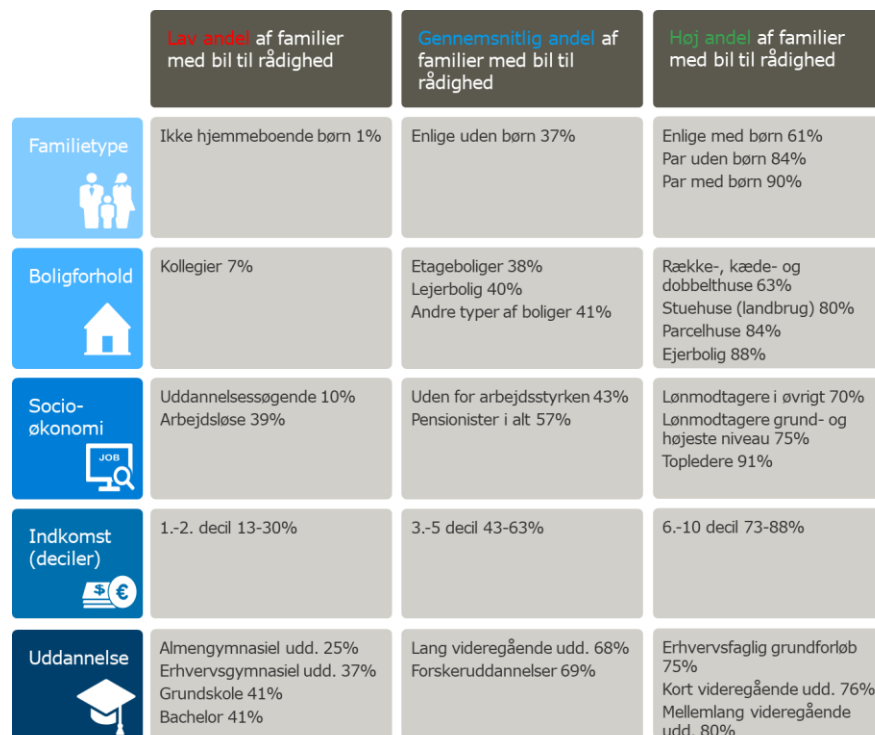 Lav andel af familier
med bil til rådighed
Gennemsnitlig andel af
familier med bil til
rådighed
Høj andel af familier
med bil til rådighed
Familietype
Ikke hjemmeboende børn 1%
Enlige uden børn 37%
Enlige med børn 61%
Par uden børn 84%
Par med børn 90%
Boligforhold
Kollegier 7%
Etageboliger 38%
Lejerbolig 40%
Andre typer af boliger 41%
Række-, kæde- og
dobbelthuse 63%
Stuehuse (landbrug) 80%
Parcelhuse 84%
Ejerbolig 88%
Socio-
økonomi
JOB
Uddannelsessøgende 10%
Arbejdsløse 39%
Uden for arbejdsstyrken 43%
Pensionister i alt 57%
Lønmodtagere i øvrigt 70%
Lønmodtagere grund- og
højeste niveau 75%
Topledere 91%
Indkomst
(deciler)
$ €
1.-2. decil 13-30%
3.-5 decil 43-63%
6.-10 decil 73-88%
Uddannelse
Almengymnasiel udd. 25%
Erhvervsgymnasiel udd. 37%
Grundskole 41%
Bachelor 41%
Lang videregående udd. 68%
Forskeruddannelser 69%
Erhvervsfaglig grundforløb
75%
Kort videregående udd. 76%
Mellemlang videregående
udd. 80%